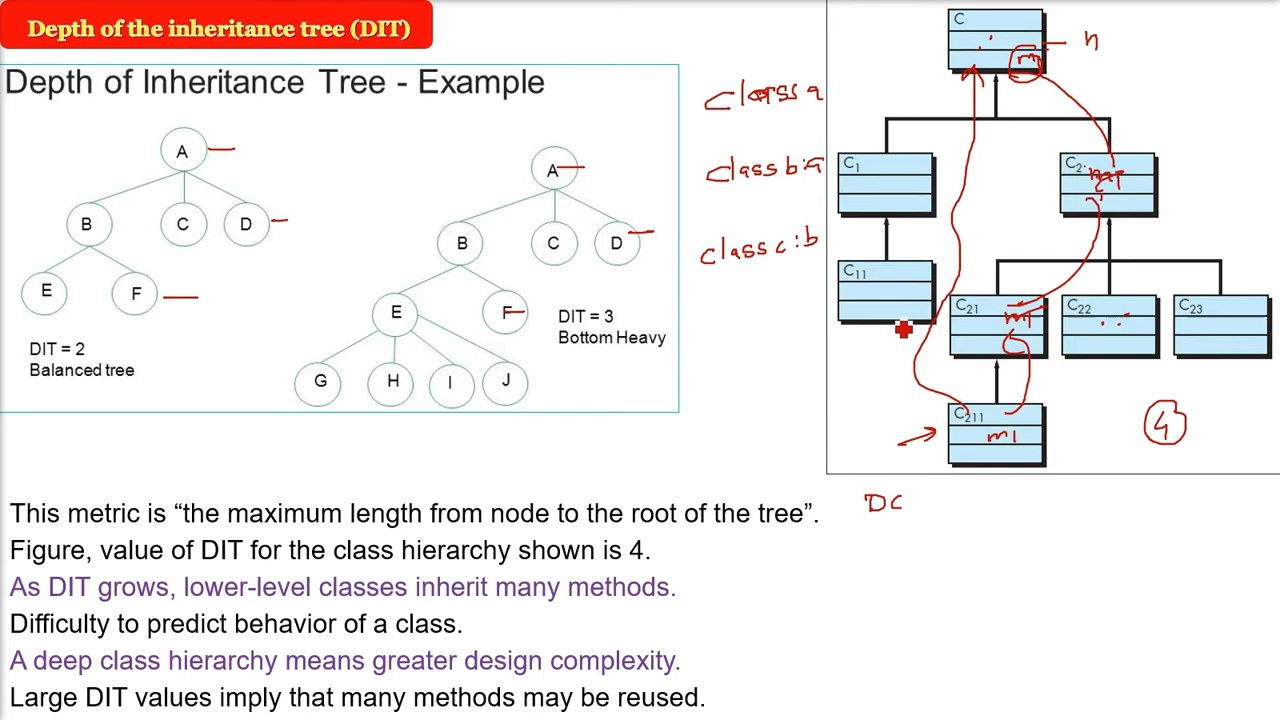 Depth of the inheritance tree (DIT)
Depth of Inheritance Tree - Example
A
B
C
D
E
F
DIT = 2
Balanced tree
A
B
C
D
E
F
G
H
I
J
DIT = 3
Bottom Heavy
class a
class b:a
class c:b
C
m
n
C1
C2
C11
C21
m1
C22
C23
C211
m1
4
DC
This metric is “the maximum length from node to the root of the tree”.
Figure, value of DIT for the class hierarchy shown is 4.
As DIT grows, lower-level classes inherit many methods.
Difficulty to predict behavior of a class.
A deep class hierarchy means greater design complexity.
Large DIT values imply that many methods may be reused.